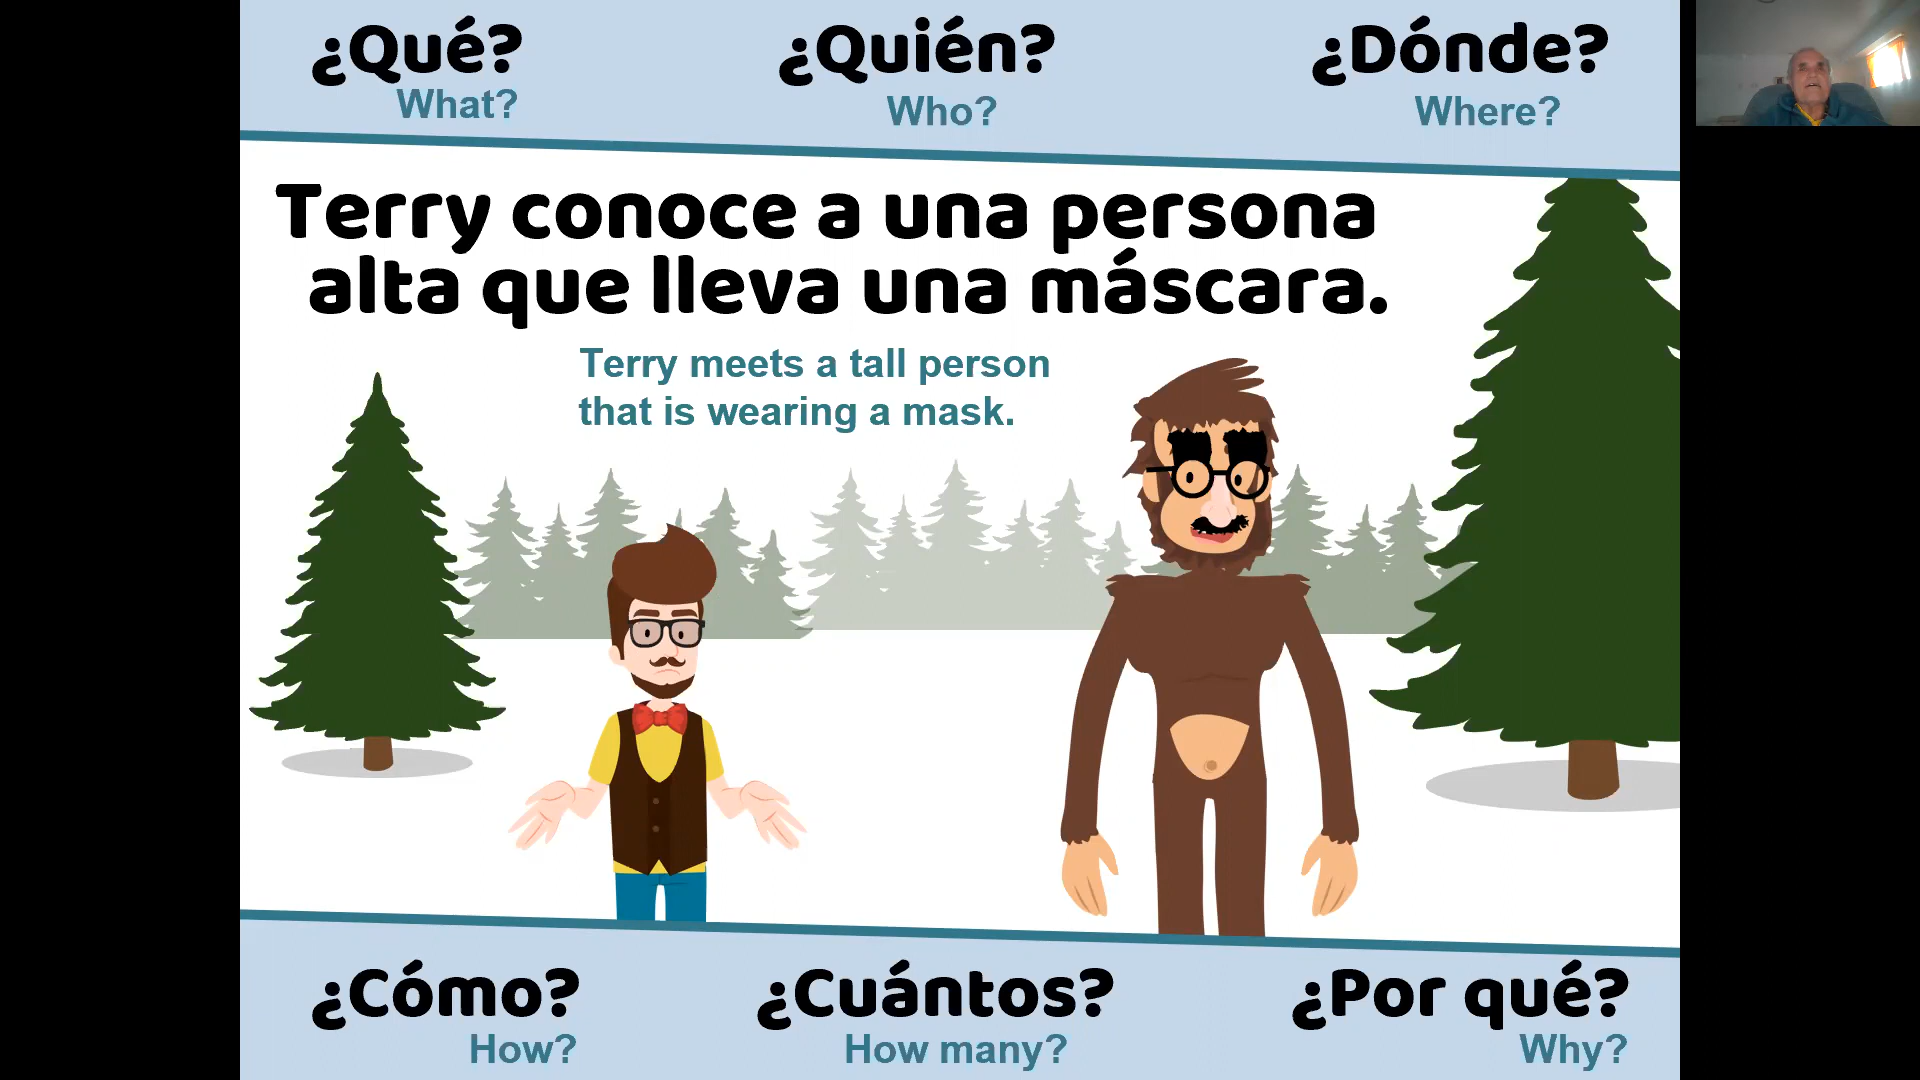 ¿Qué?
What?
¿Quién?
Who?
¿Dónde?
Where?
Terry conoce a una persona
alta que lleva una máscara.
Terry meets a tall person
that is wearing a mask.
¿Cómo?
How?
¿Cuántos?
How many?
¿Por qué?
Why?